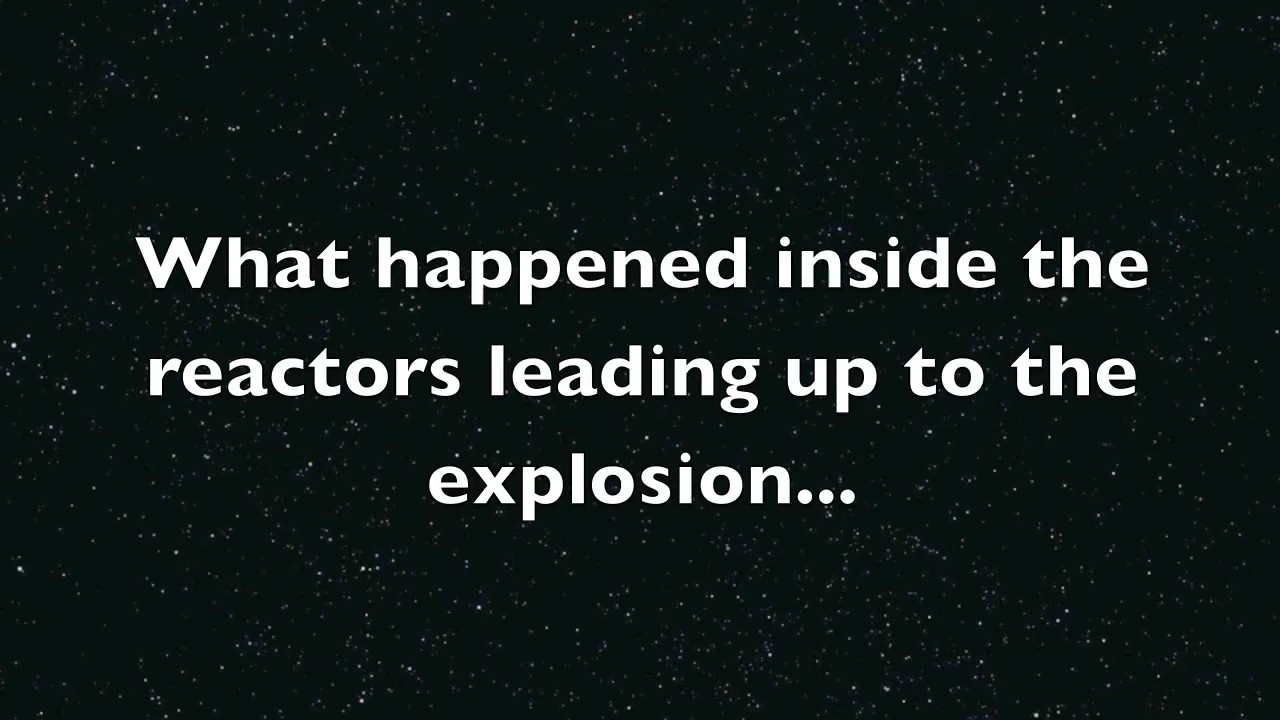 What happened inside the
reactors leading up to the
explosion...